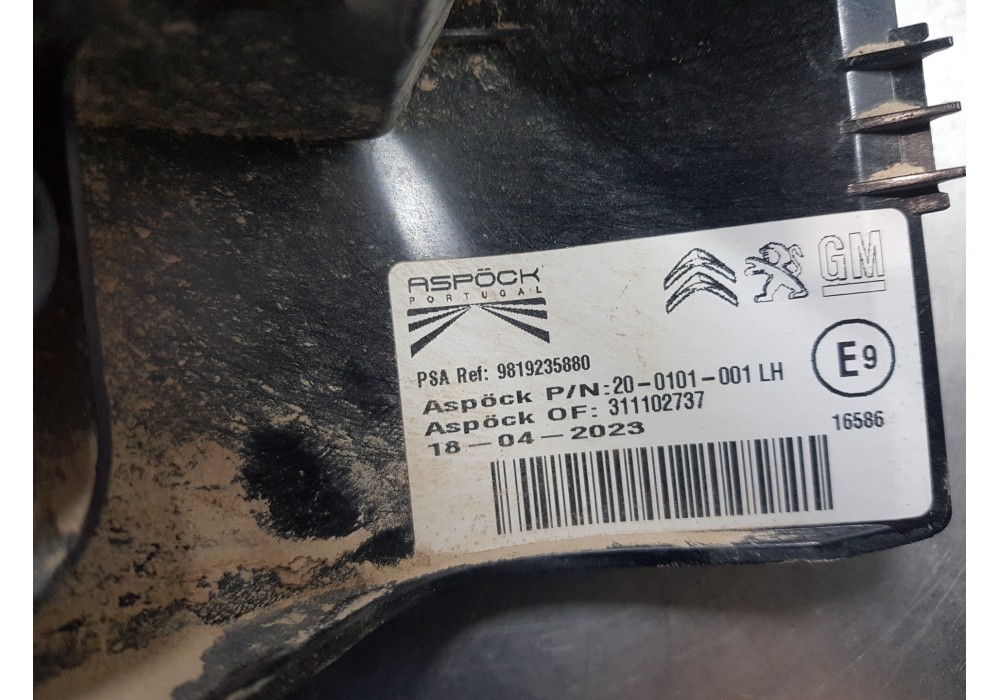 ASPÖCK
PORTUGAL
GM
PSA Ref: 9819235880
E9
Aspöck P/N:20-0101-001 LH
Aspöck OF: 311102737
18-04-2023
16586